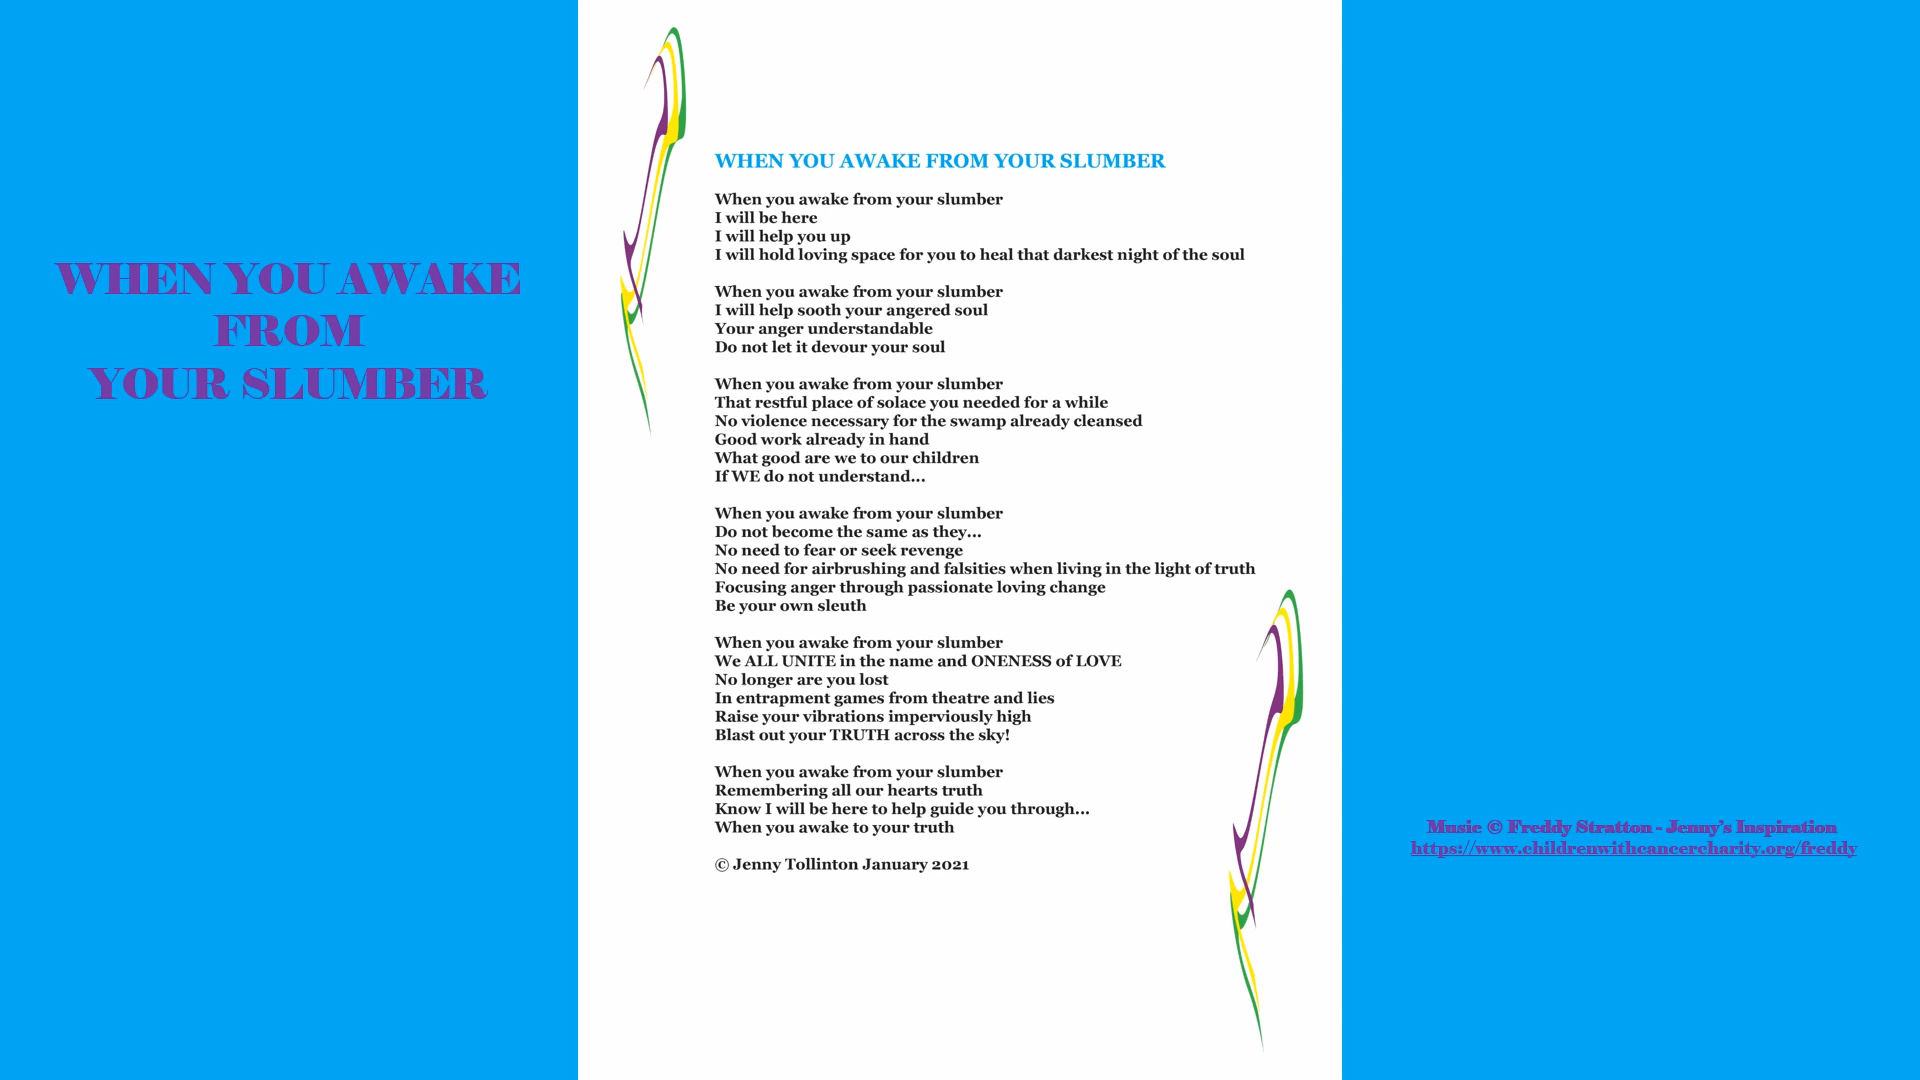 WHEN YOU AWAKE
FROM
YOUR SLUMBER
WHEN YOU AWAKE FROM YOUR SLUMBER
When you awake from your slumber
I will be here
I will help you up
I will hold loving space for you to heal that darkest night of the soul
When you awake from your slumber
I will help sooth your angered soul
Your anger understandable
Do not let it devour your soul
When you awake from your slumber
That restful place of solace you needed for a while
No violence necessary for the swamp already cleansed
Good work already in hand
What good are we to our children
If WE do not understand...
When you awake from your slumber
Do not become the same as they...
No need to fear or seek revenge
No need for airbrushing and falsities when living in the light of truth
Focusing anger through passionate loving change
Be your own sleuth
When you awake from your slumber
We ALL UNITE in the name and ONENESS of LOVE
No longer are you lost
In entrapment games from theatre and lies
Raise your vibrations imperviously high
Blast out your TRUTH across the sky!
When you awake from your slumber
Remembering all our hearts truth
Know I will be here to help guide you through...
When you awake to your truth
© Jenny Tollinton January 2021
Music © Freddy Stratton - Jenny's Inspiration
https://www.childrenwithcancercharity.org/freddy